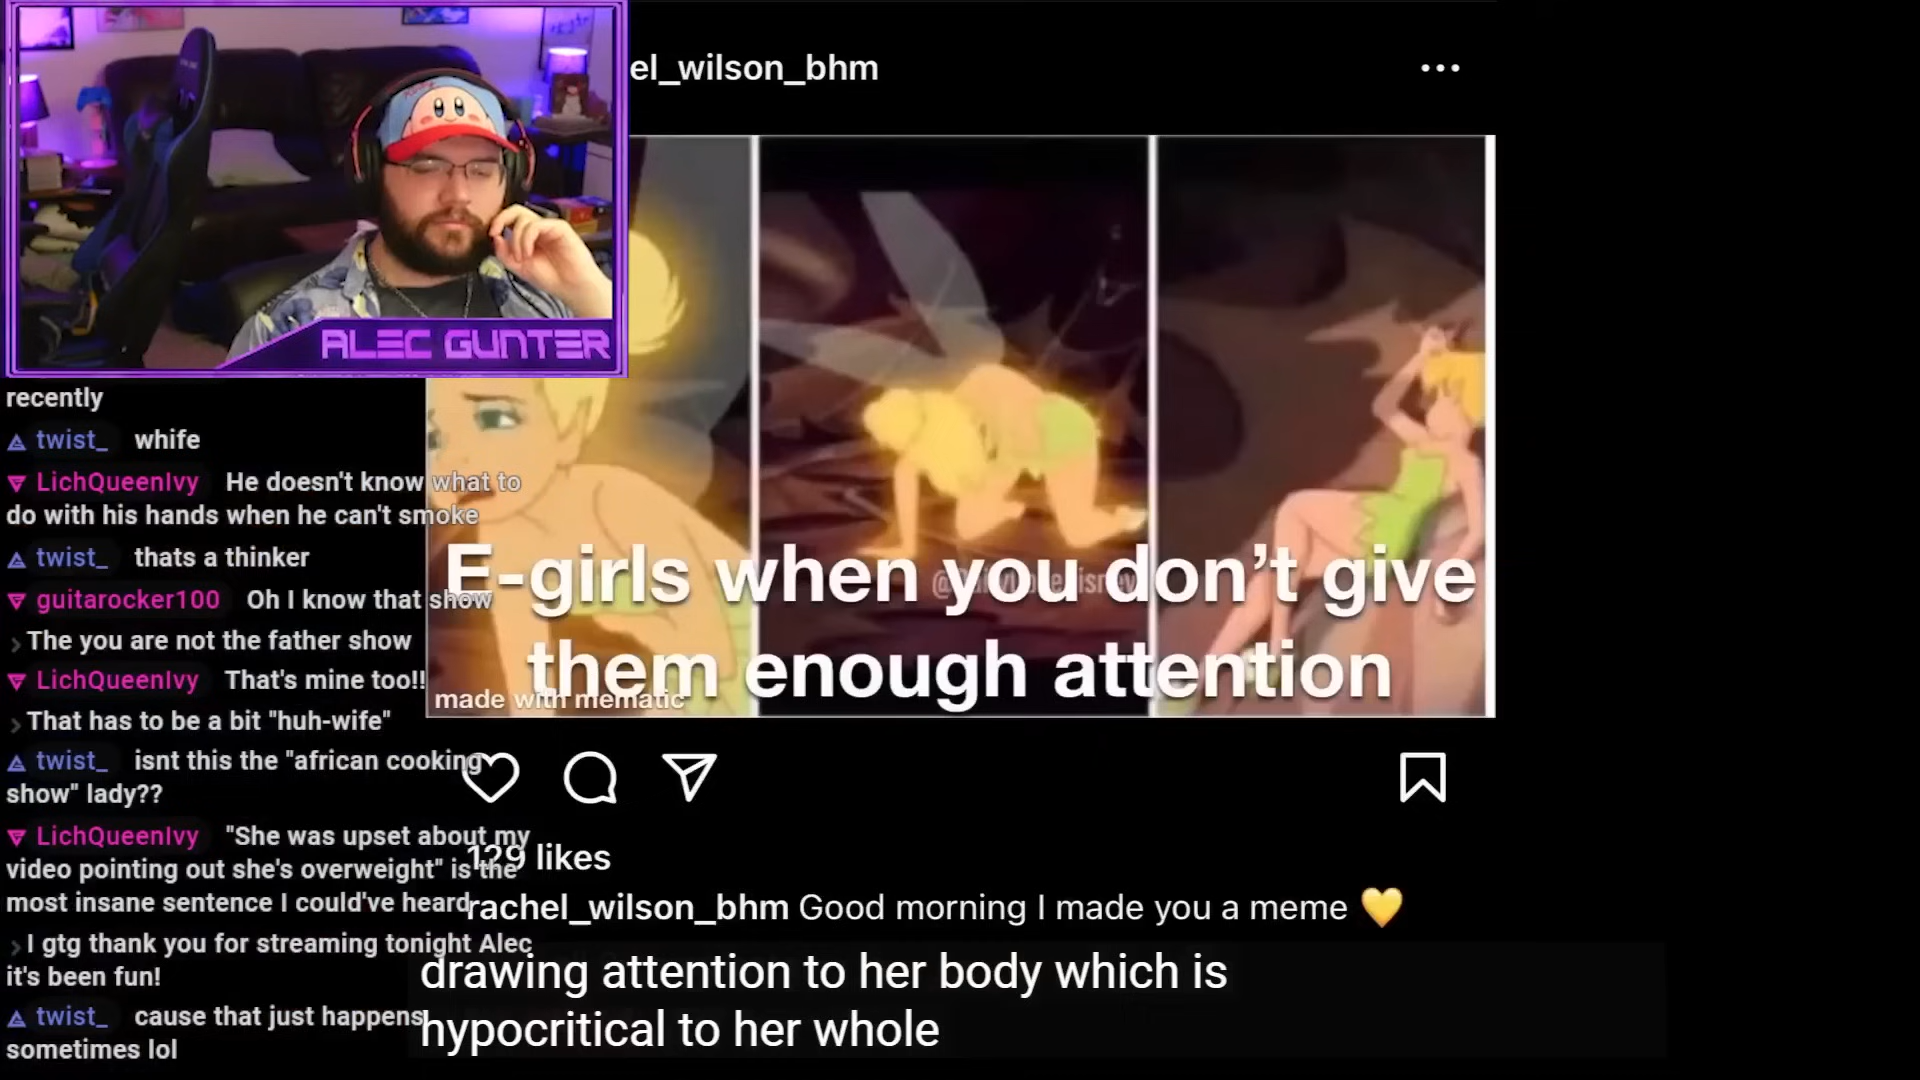 el_wilson_bhm
ALEC GUNTER
recently
twist_ whife
LichQueenIvy He doesn't know what to
do with his hands when he can't smoke
twist_ thats a thinker
guitarocker100 Oh I know that show
The you are not the father show
LichQueenIvy That's mine too!!
That has to be a bit "huh-wife"
twist_ isnt this the "african cooking
show" lady??
LichQueenIvy "She was upset about my
video pointing out she's overweight" is the
most insane sentence I could've heard
I gtg thank you for streaming tonight Alec
it's been fun!
twist_ cause that just happens
sometimes lol
E-girls when you don't give
them enough attention
made with mematic
129 likes
rachel_wilson_bhm Good morning I made you a meme 💛
drawing attention to her body which is
hypocritical to her whole